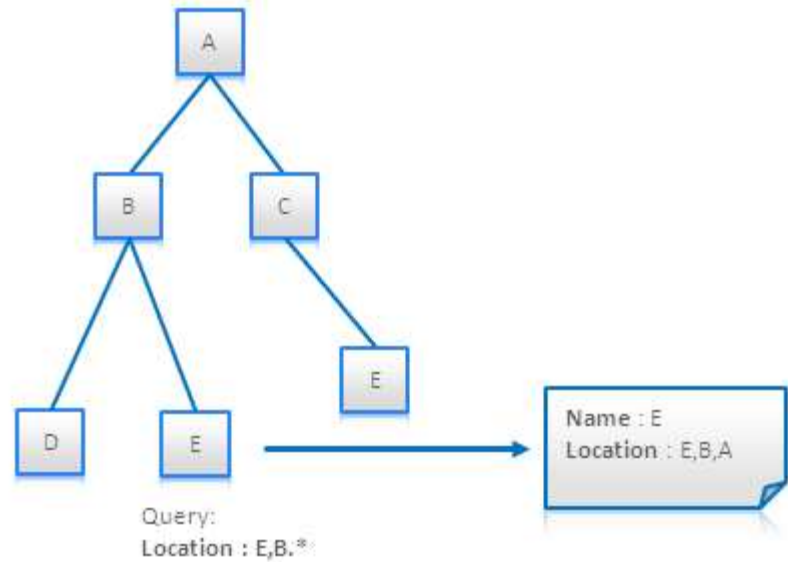 A
B
C
E
D
E
Name : E
Location : E,B,A
Query:
Location : E,B.*